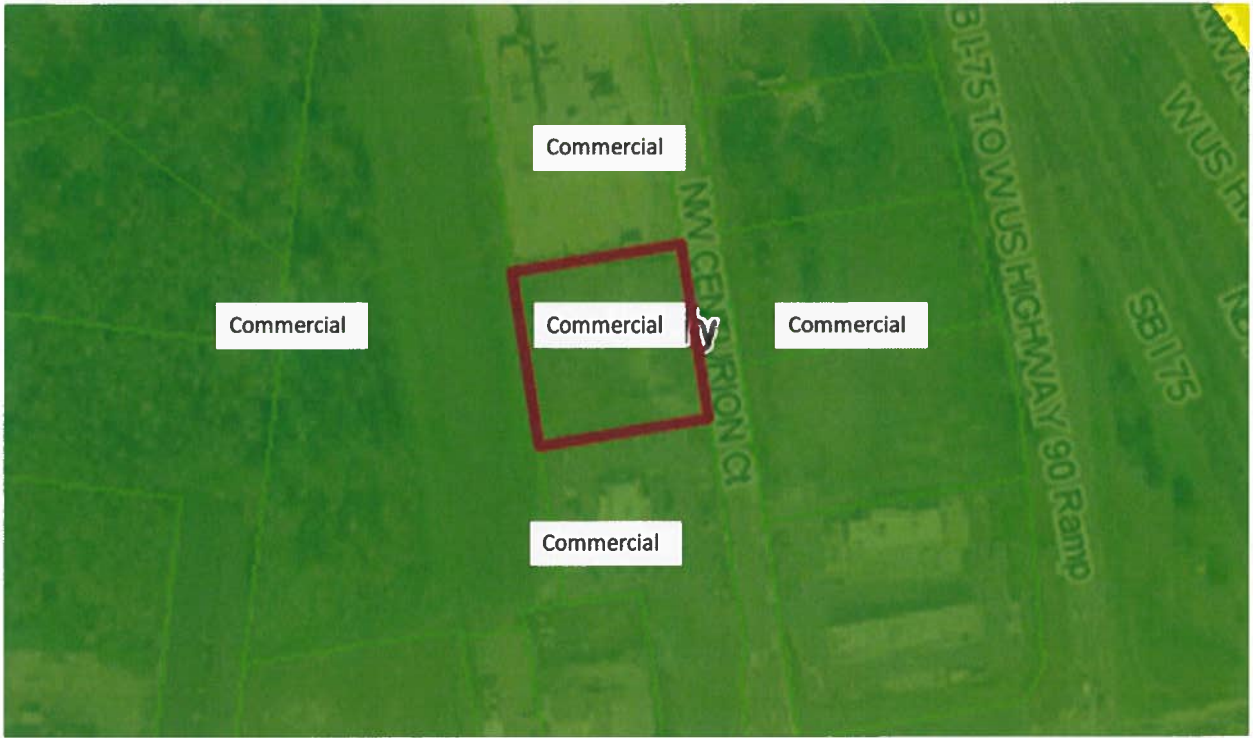 Commercial
Commercial
Commercial
Commercial
Commercial
y
NW CENTURION Ct
SB I-75 TO W US HIGHWAY 90 Ramp
SB I 75
W US